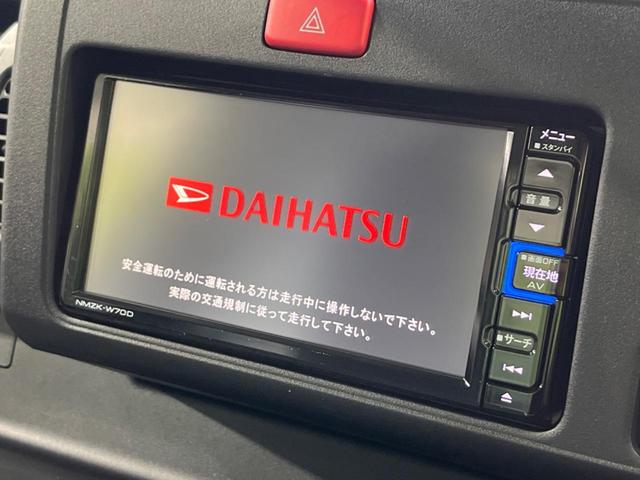 DAIHATSU
安全運転のために運転される方は走行中に操作しないで下さい。
実際の交通規制に従って走行して下さい。
NMZK-W70D
メニュー
スタンバイ
音量
画面OFF
現在地
AV
サーチ